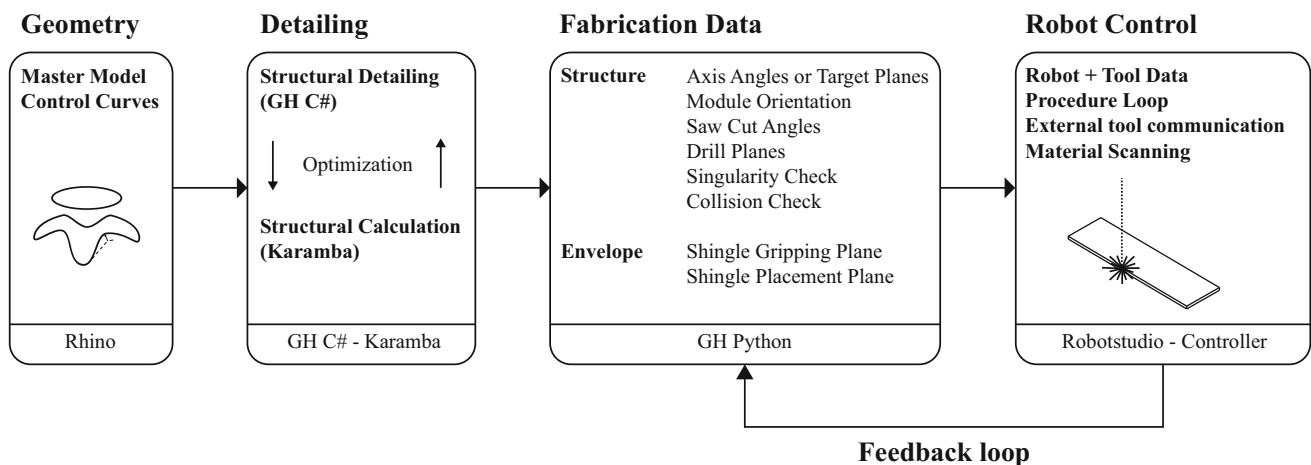 Geometry
Master Model
Control Curves
Rhino
Detailing
Structural Detailing
(GH C#)
Optimization
Structural Calculation
(Karamba)
GH C# - Karamba
Fabrication Data
Structure
Axis Angles or Target Planes
Module Orientation
Saw Cut Angles
Drill Planes
Singularity Check
Collision Check
Envelope
Shingle Gripping Plane
Shingle Placement Plane
GH Python
Robot Control
Robot + Tool Data
Procedure Loop
External tool communication
Material Scanning
Robotstudio - Controller
Feedback loop